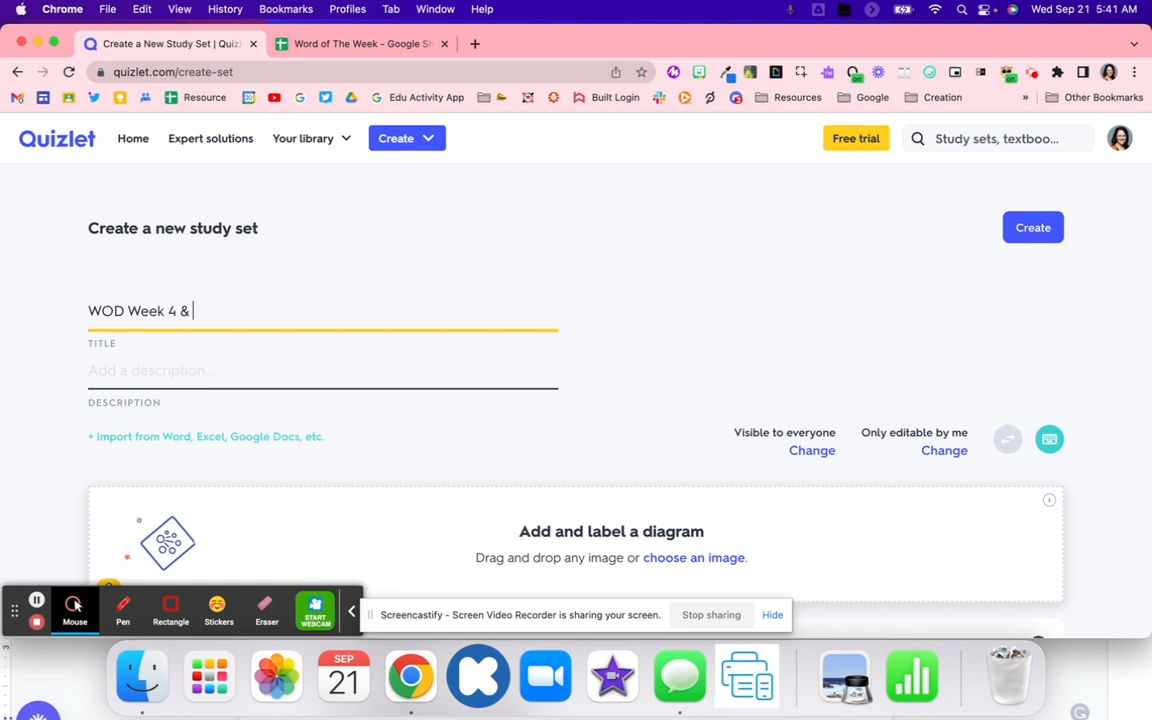 Chrome File Edit View History Bookmarks Profiles Tab Window Help Wed Sep 21 5:41 AM
Create a New Study Set | Quiz Word of The Week - Google Sh
quizlet.com/create-set
Resource Edu Activity App Built Login Resources Google Creation » Other Bookmarks
Quizlet Home Expert solutions Your library Create Free trial Study sets, textboo...
Create a new study set Create
WOD Week 4 &
TITLE
Add a description...
DESCRIPTION
+ Import from Word, Excel, Google Docs, etc.
Visible to everyone Only editable by me
Change Change
Add and label a diagram
Drag and drop any image or choose an image.
Mouse Pen Rectangle Stickers Eraser START WEBCAM
Screencastify - Screen Video Recorder is sharing your screen. Stop sharing Hide
SEP
21